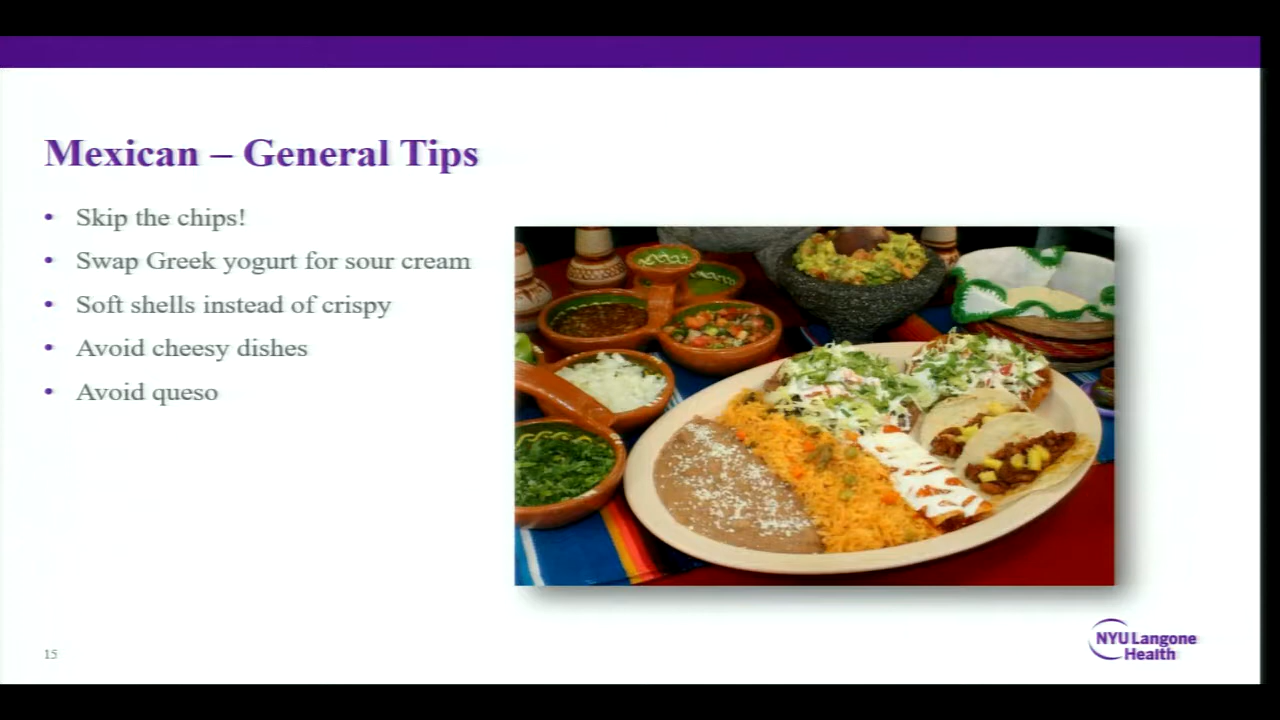 Mexican – General Tips
• Skip the chips!
• Swap Greek yogurt for sour cream
• Soft shells instead of crispy
• Avoid cheesy dishes
• Avoid queso
15
NYU Langone
Health